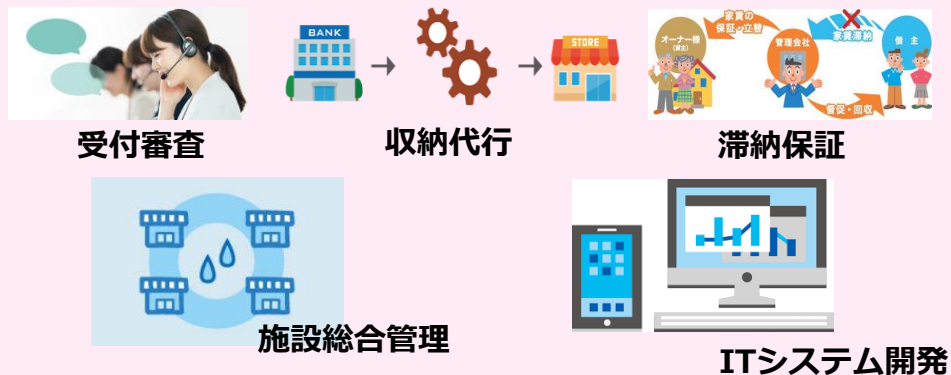 BANK
STORE
家賃の
保証・立替
家賃滞納
オーナー様
(貸主)
管理会社
借 主
督促・回収
受付審査
収納代行
滞納保証
施設総合管理
ITシステム開発